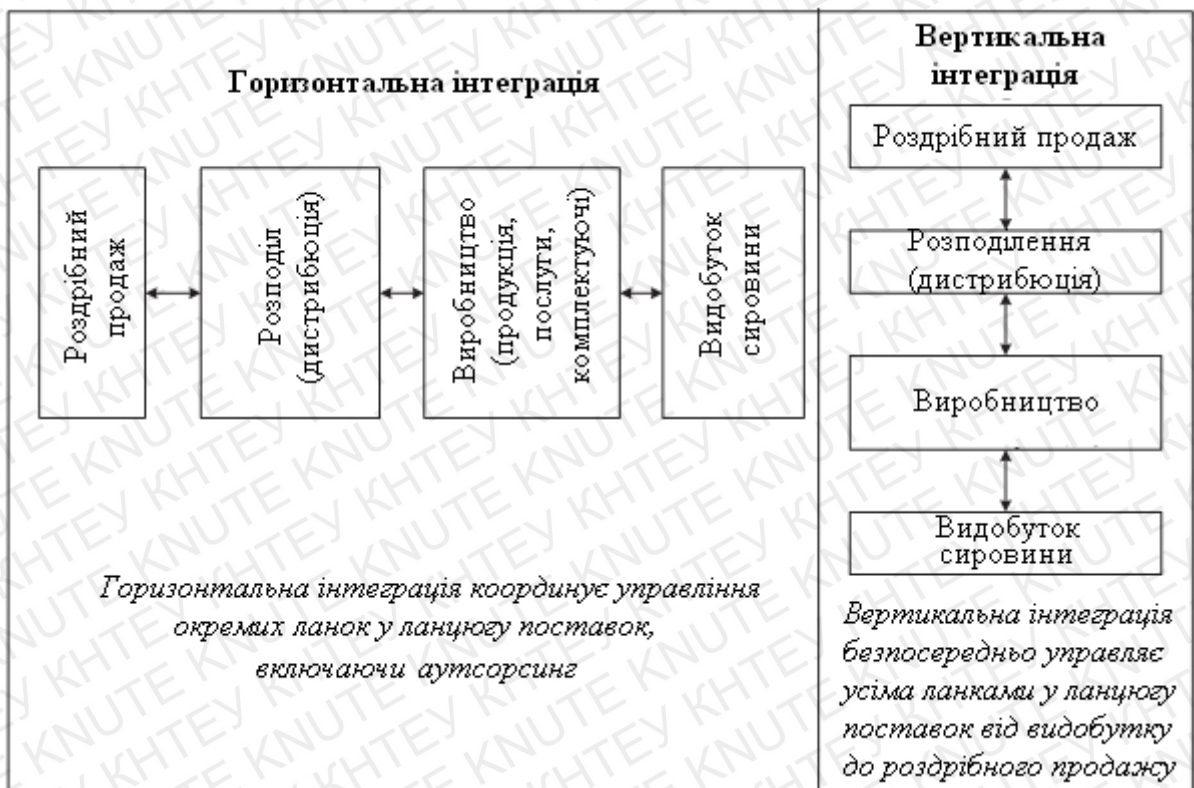 Горизонтальна інтеграція
Роздрібний
продаж
Розподіл
(дистрибюція)
Виробництво
(продукція,
послуги,
комплектуючі)
Видобуток
сировини
Горизонтальна інтеграція координує управління
окремих ланок у ланцюгу поставок,
включаючи аутсорсинг
Вертикальна
інтеграція
Роздрібний продаж
Розподілення
(дистрибюція)
Виробництво
Видобуток
сировини
Вертикальна інтеграція
безпосередньо управляє
усіма ланками у ланцюгу
поставок від видобутку
до роздрібного продажу